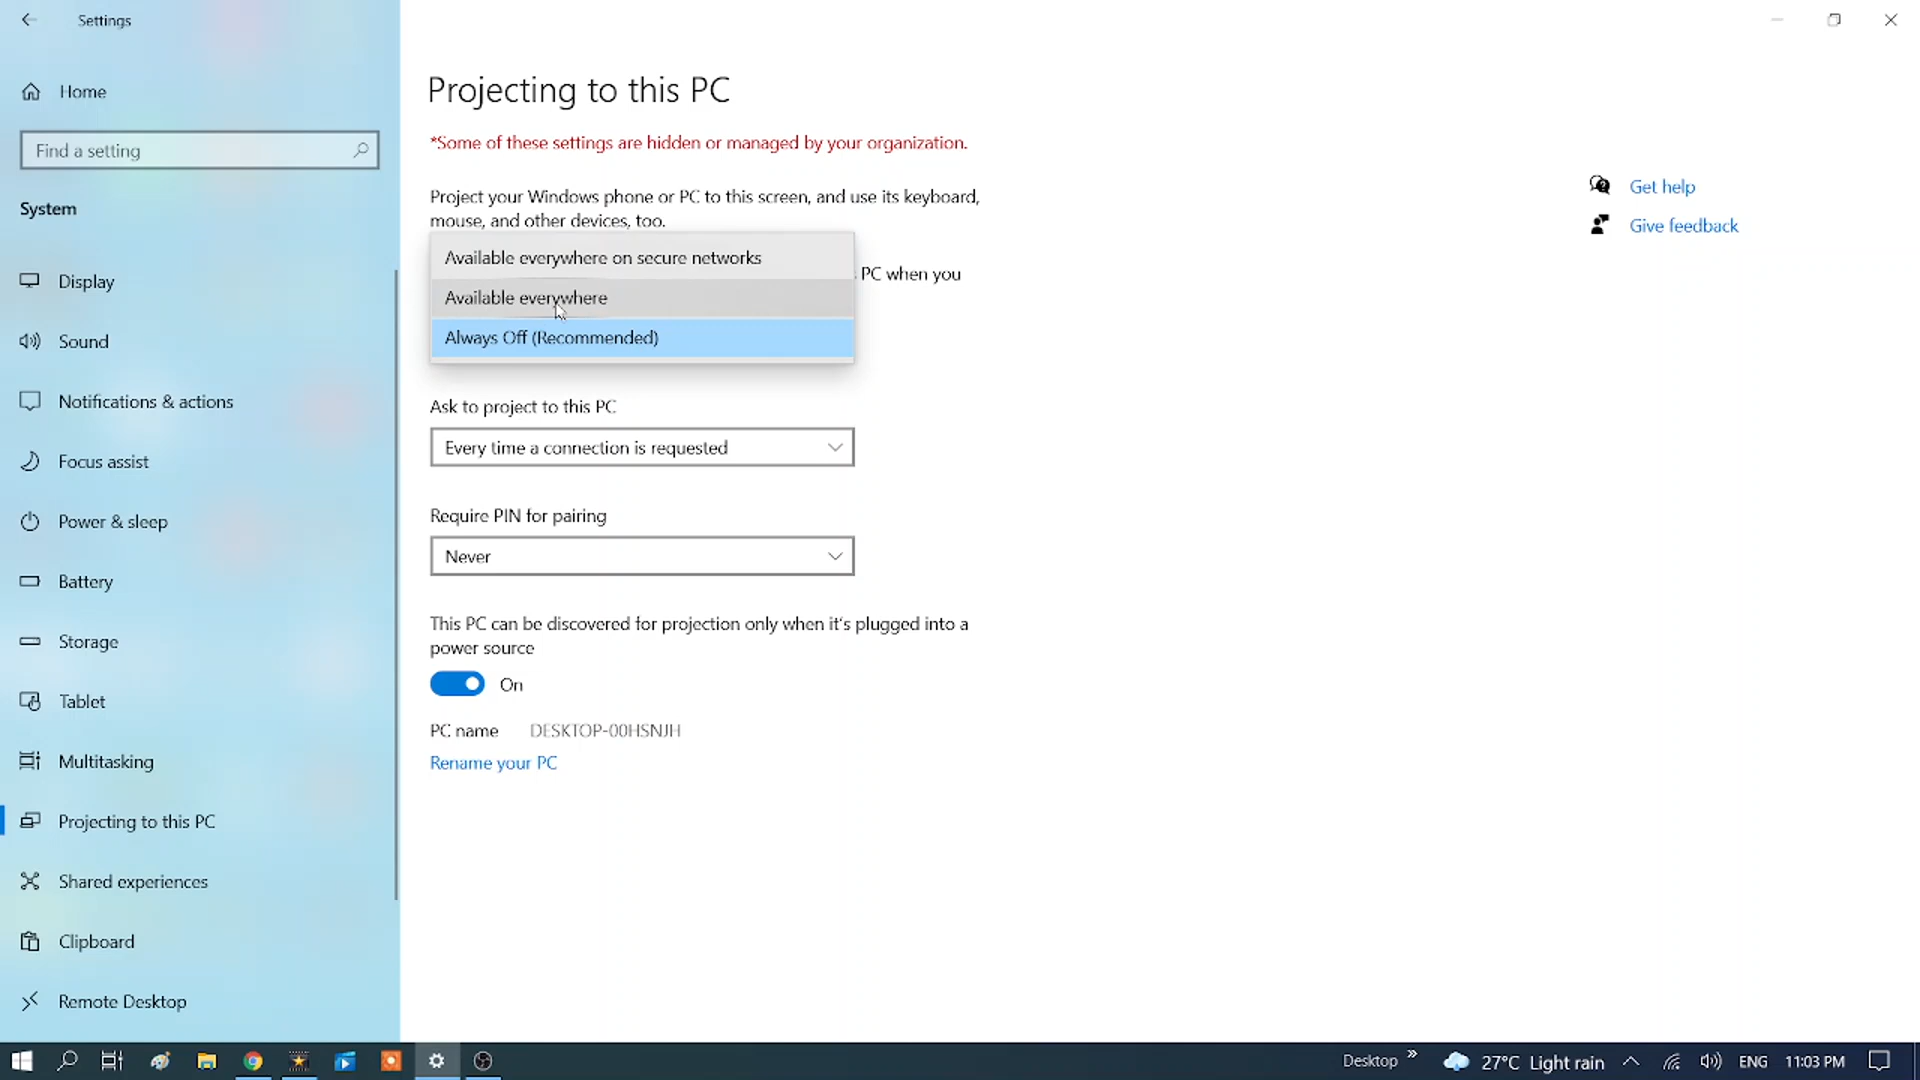 Settings
Home
Find a setting
System
Display
Sound
Notifications & actions
Focus assist
Power & sleep
Battery
Storage
Tablet
Multitasking
Projecting to this PC
Shared experiences
Clipboard
Remote Desktop
Projecting to this PC
*Some of these settings are hidden or managed by your organization.
Project your Windows phone or PC to this screen, and use its keyboard,
mouse, and other devices, too.
PC when you
Available everywhere on secure networks
Available everywhere
Always Off (Recommended)
Ask to project to this PC
Every time a connection is requested
Require PIN for pairing
Never
This PC can be discovered for projection only when it's plugged into a
power source
On
PC name DESKTOP-00HSNJH
Rename your PC
Get help
Give feedback
Desktop » 27°C Light rain ENG 11:03 PM